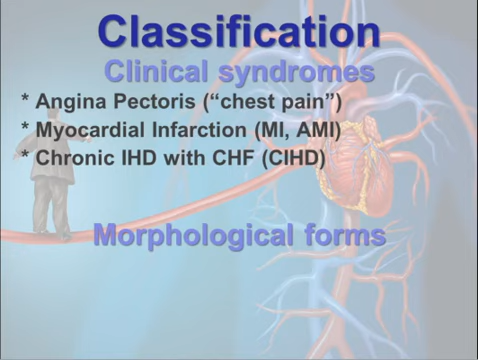 Classification
Clinical syndromes
* Angina Pectoris (“chest pain”)
* Myocardial Infarction (MI, AMI)
* Chronic IHD with CHF (CIHD)
Morphological forms